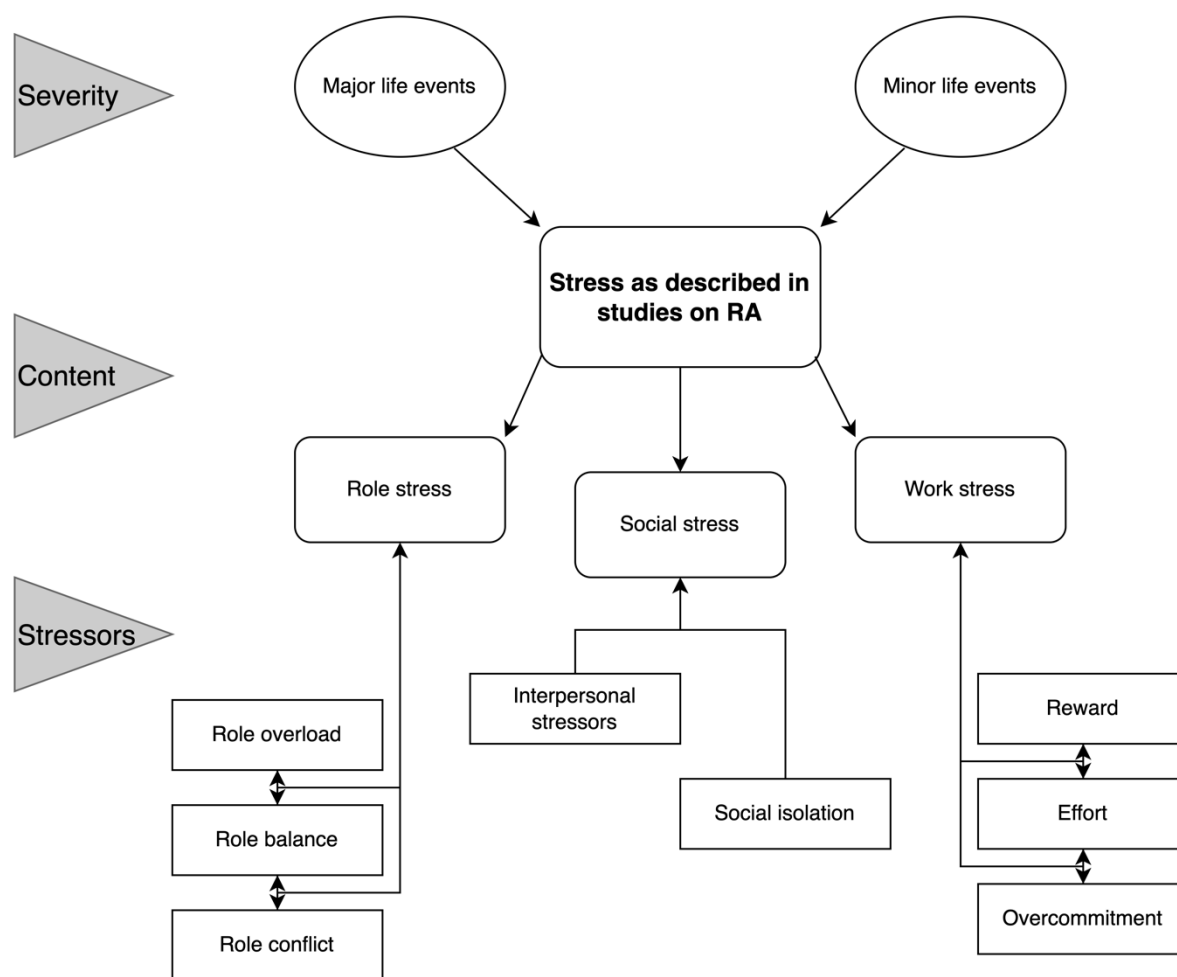 Severity
Major life events
Minor life events
Stress as described in
studies on RA
Content
Role stress
Social stress
Work stress
Stressors
Interpersonal
stressors
Role overload
Reward
Social isolation
Role balance
Effort
Role conflict
Overcommitment